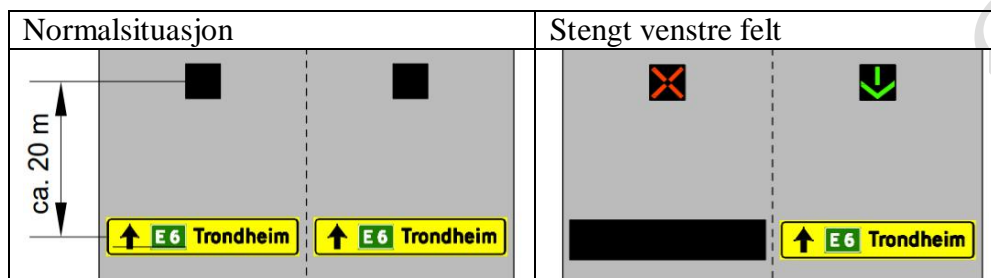 Normalsituasjon
Stengt venstre felt
ca. 20 m
E6 Trondheim
E6 Trondheim
E6 Trondheim